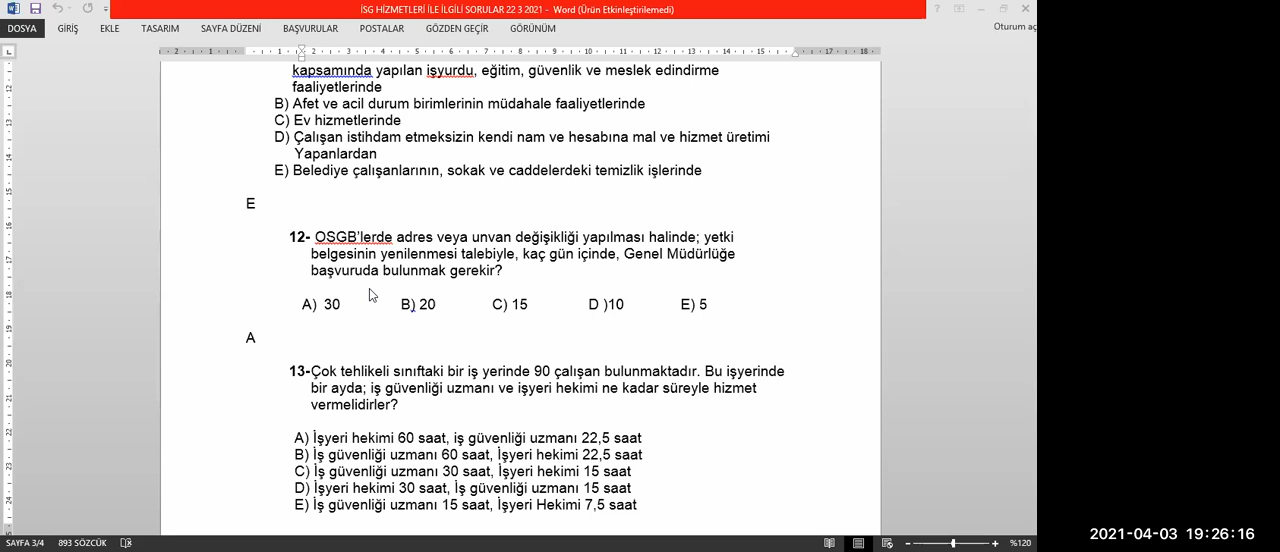 İSG HİZMETLERİ İLE İLGİLİ SORULAR 22 3 2021 - Word (Ürün Etkinleştirilemedi)
DOSYA GİRİŞ EKLE TASARIM SAYFA DÜZENİ BAŞVURULAR POSTALAR GÖZDEN GEÇİR GÖRÜNÜM Oturum aç
kapsamında yapılan işyurdu, eğitim, güvenlik ve meslek edindirme
faaliyetlerinde
B) Afet ve acil durum birimlerinin müdahale faaliyetlerinde
C) Ev hizmetlerinde
D) Çalışan istihdam etmeksizin kendi nam ve hesabına mal ve hizmet üretimi
Yapanlardan
E) Belediye çalışanlarının, sokak ve caddelerdeki temizlik işlerinde
E
12- OSGB'lerde adres veya unvan değişikliği yapılması halinde; yetki
belgesinin yenilenmesi talebiyle, kaç gün içinde, Genel Müdürlüğe
başvuruda bulunmak gerekir?
A) 30 B) 20 C) 15 D )10 E) 5
A
13-Çok tehlikeli sınıftaki bir iş yerinde 90 çalışan bulunmaktadır. Bu işyerinde
bir ayda; iş güvenliği uzmanı ve işyeri hekimi ne kadar süreyle hizmet
vermelidirler?
A) İşyeri hekimi 60 saat, iş güvenliği uzmanı 22,5 saat
B) İş güvenliği uzmanı 60 saat, İşyeri hekimi 22,5 saat
C) İş güvenliği uzmanı 30 saat, İşyeri hekimi 15 saat
D) İşyeri hekimi 30 saat, İş güvenliği uzmanı 15 saat
E) İş güvenliği uzmanı 15 saat, İşyeri Hekimi 7,5 saat
SAYFA 3/4 893 SÖZCÜK %120
2021-04-03 19:26:16